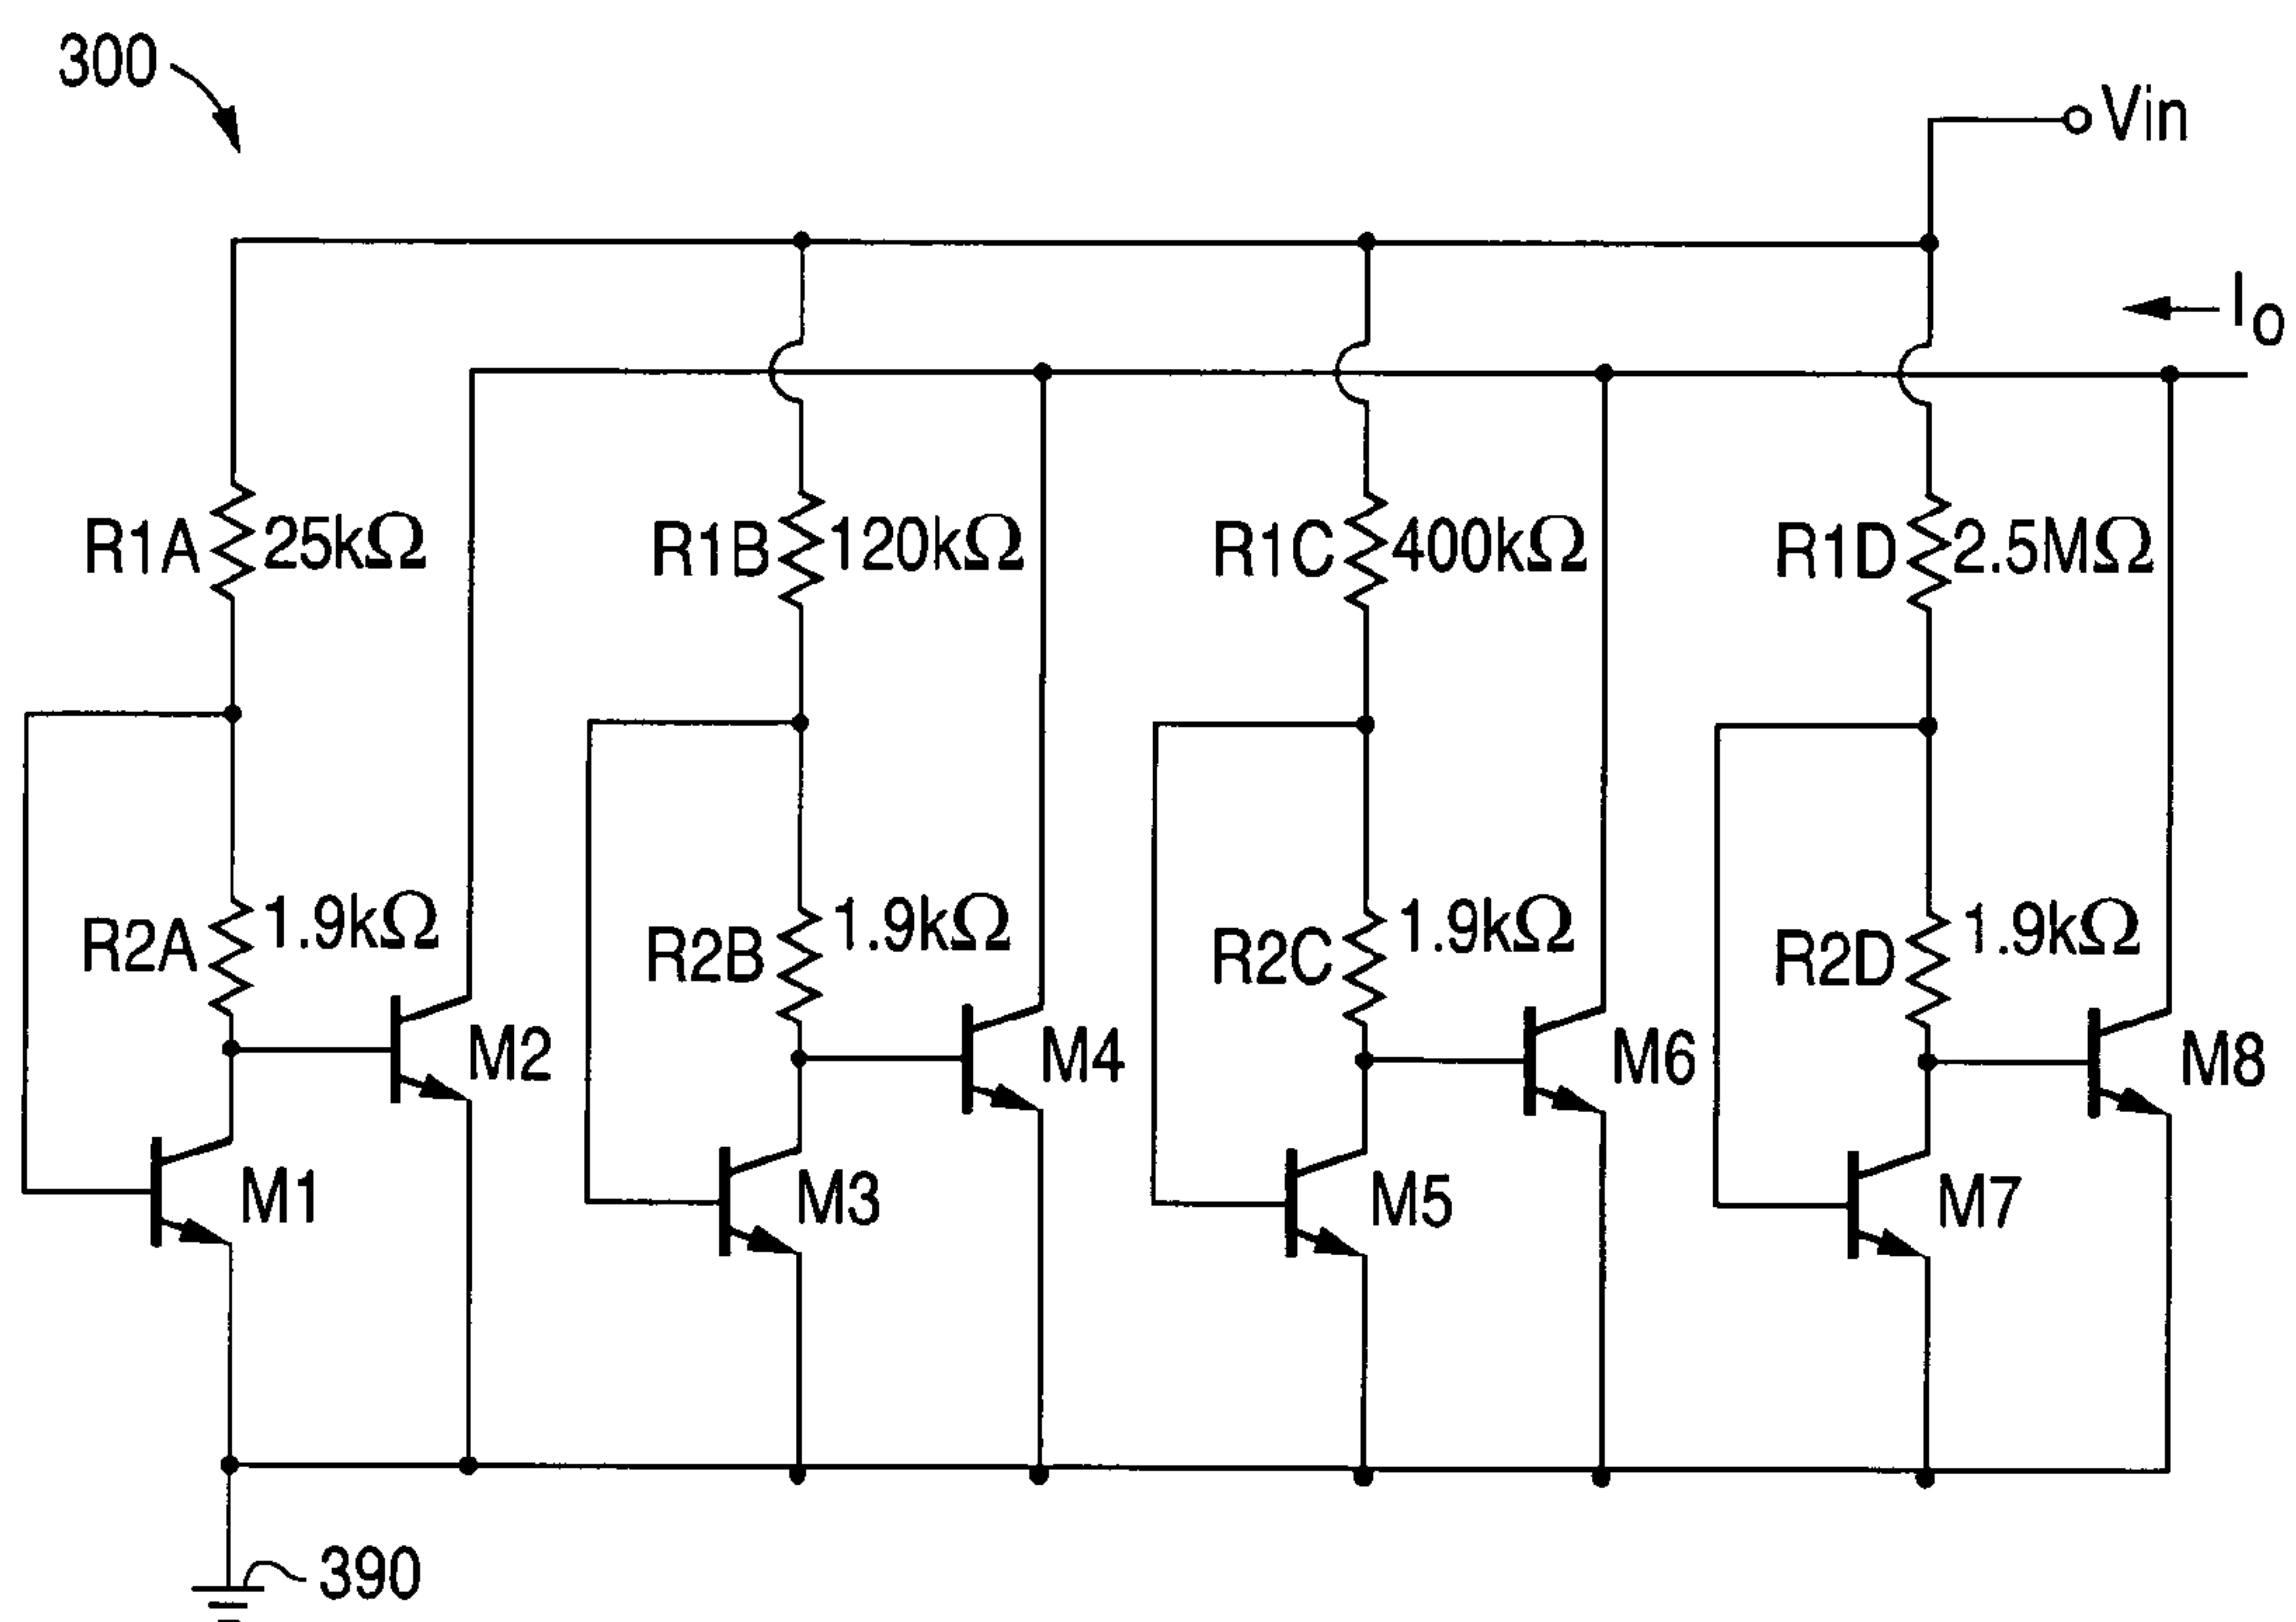 300
Vin
IO
R1A 25kΩ
R1B 120kΩ
R1C 400kΩ
R1D 2.5MΩ
R2A 1.9kΩ
R2B 1.9kΩ
R2C 1.9kΩ
R2D 1.9kΩ
M2
M4
M6
M8
M1
M3
M5
M7
390